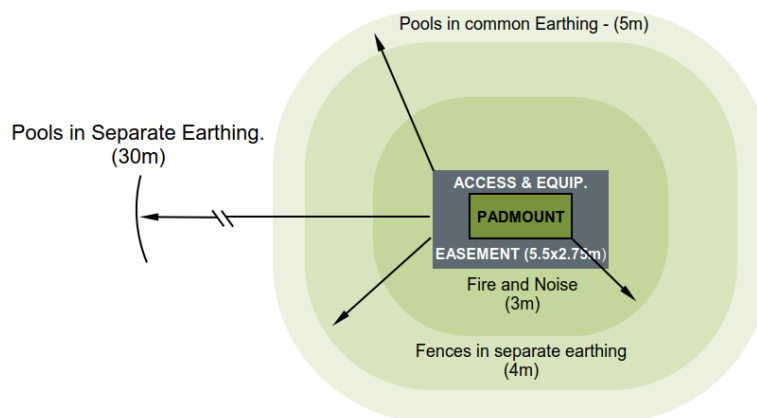 Pools in common Earthing - (5m)
Pools in Separate Earthing.
(30m)
ACCESS & EQUIP.
PADMOUNT
EASEMENT (5.5x2.75m)
Fire and Noise
(3m)
Fences in separate earthing
(4m)